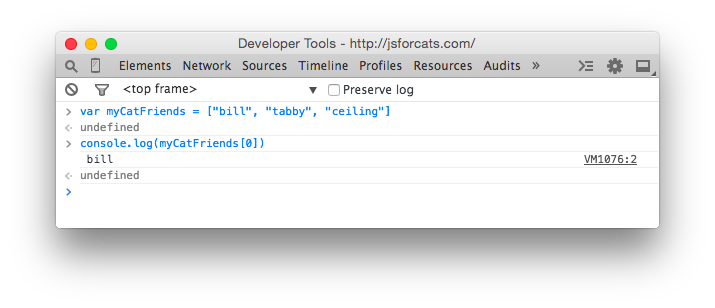 Developer Tools - http://jsforcats.com/
Elements Network Sources Timeline Profiles Resources Audits »
<top frame> ▼ Preserve log
> var myCatFriends = ["bill", "tabby", "ceiling"]
<· undefined
> console.log(myCatFriends[0])
bill VM1076:2
<· undefined
>